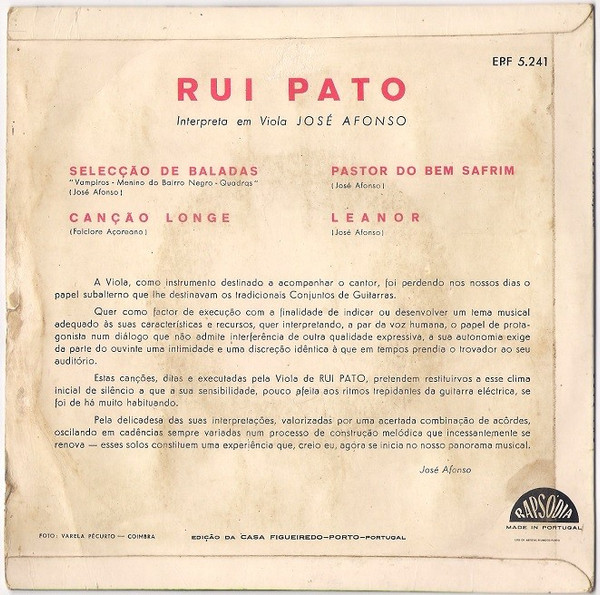 EPF 5.241
RUI PATO
Interpreta em Viola JOSÉ AFONSO
SELECÇÃO DE BALADAS
"Vampiros - Menino do Bairro Negro - Quadras"
(José Afonso)
CANÇÃO LONGE
(Folclore Açoreano)
PASTOR DO BEM SAFRIM
(José Afonso)
LEANOR
(José Afonso)
A Viola, como instrumento destinado a acompanhar o cantor, foi perdendo nos nossos dias o
papel subalterno que lhe destinavam os tradicionais Conjuntos de Guitarras.
Quer como factor de execução com a finalidade de indicar ou desenvolver um tema musical
adequado às suas características e recursos, quer interpretando, a par da voz humana, o papel de prota-
gonista num diálogo que não admite interferência de outra qualidade expressiva, a sua autonomia exige
da parte do ouvinte uma intimidade e uma discreção idêntica à que em tempos prendia o trovador ao seu
auditório.
Estas canções, ditas e executadas pela Viola de RUI PATO, pretendem restituirvos a esse clima
inicial de silêncio a que a sua sensibilidade, pouco afeita aos ritmos trepidantes da guitarra eléctrica, se
foi de há muito habituando.
Pela delicadesa das suas interpretações, valorizadas por uma acertada combinação de acôrdes,
oscilando em cadências sempre variadas num processo de construção melódica que incessantemente se
renova — esses solos constituem uma experiência que, creio eu, agora se inicia no nosso panorama musical.
José Afonso
RAPSÓDIA
MADE IN PORTUGAL
FOTO: VARELA PÈCURTO — COIMBRA
EDIÇÃO DA CASA FIGUEIREDO-PORTO-PORTUGAL